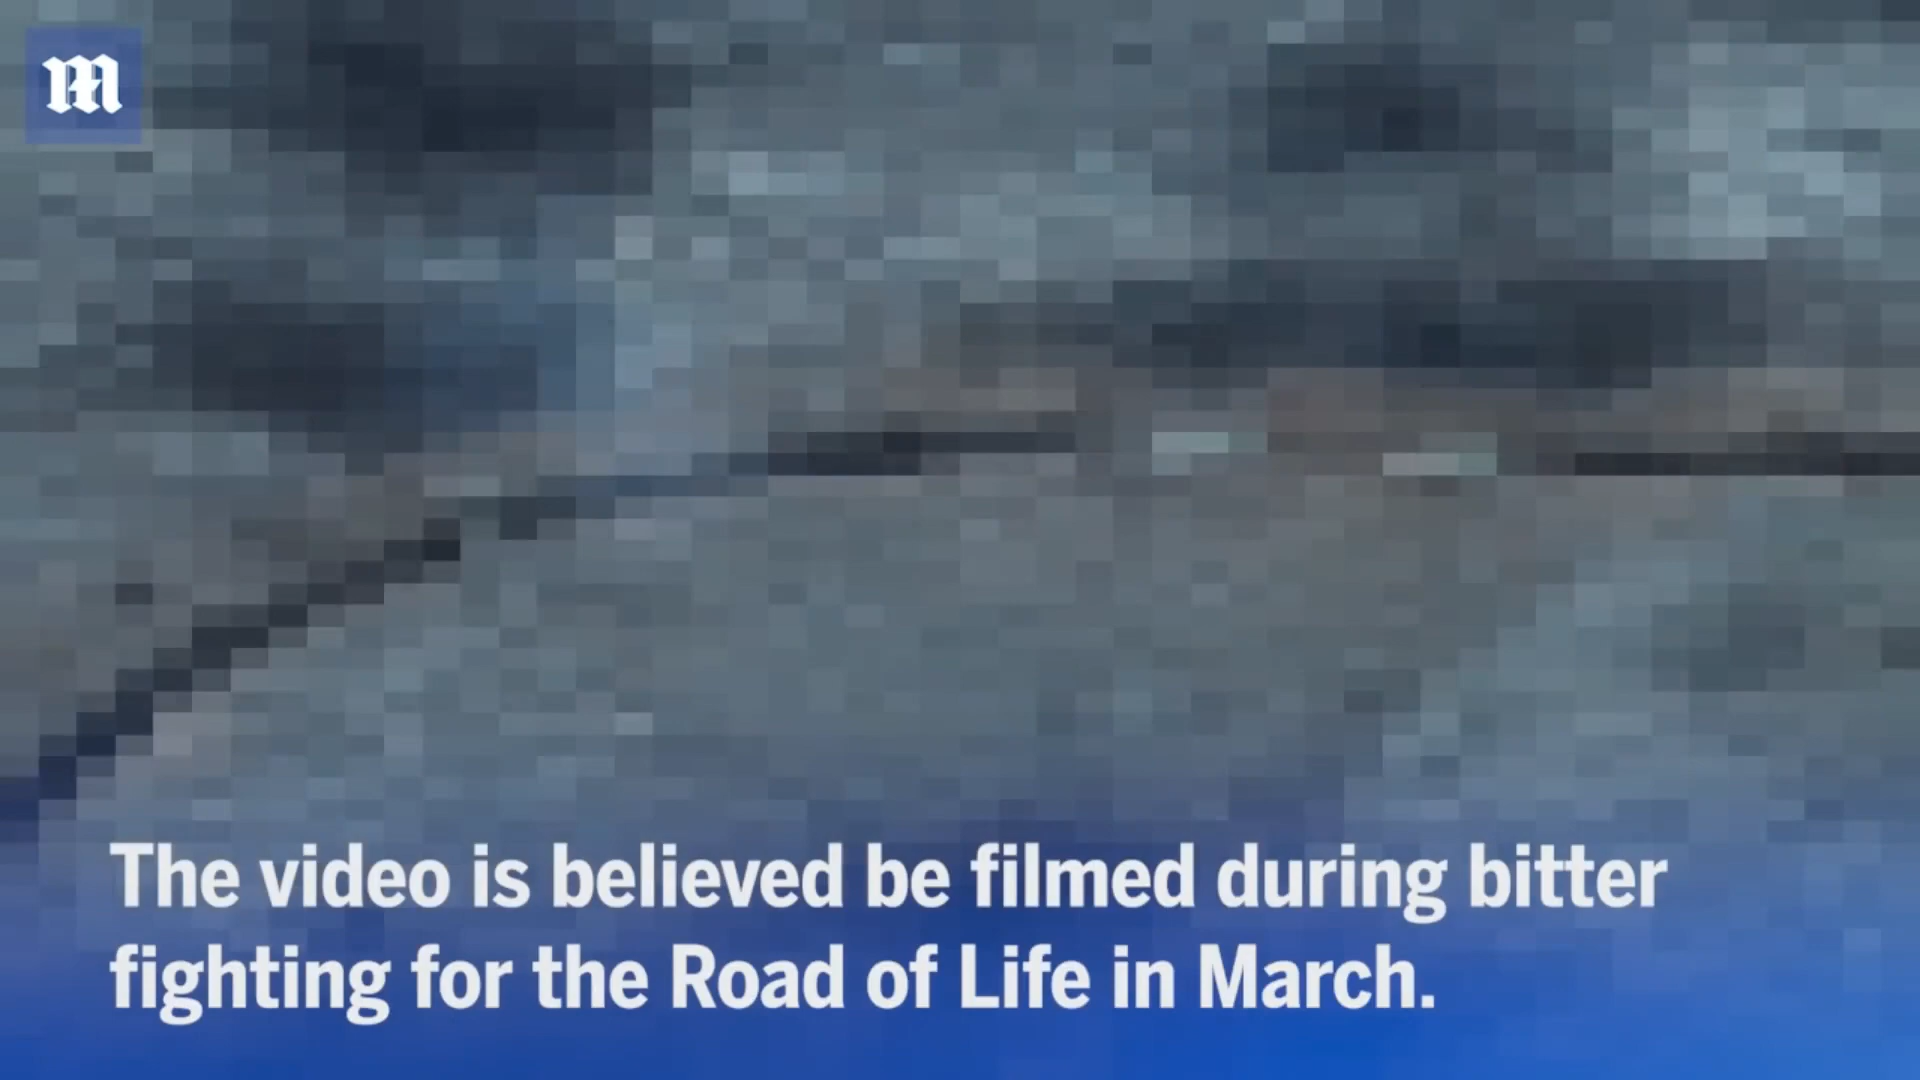 The video is believed be filmed during bitter
fighting for the Road of Life in March.